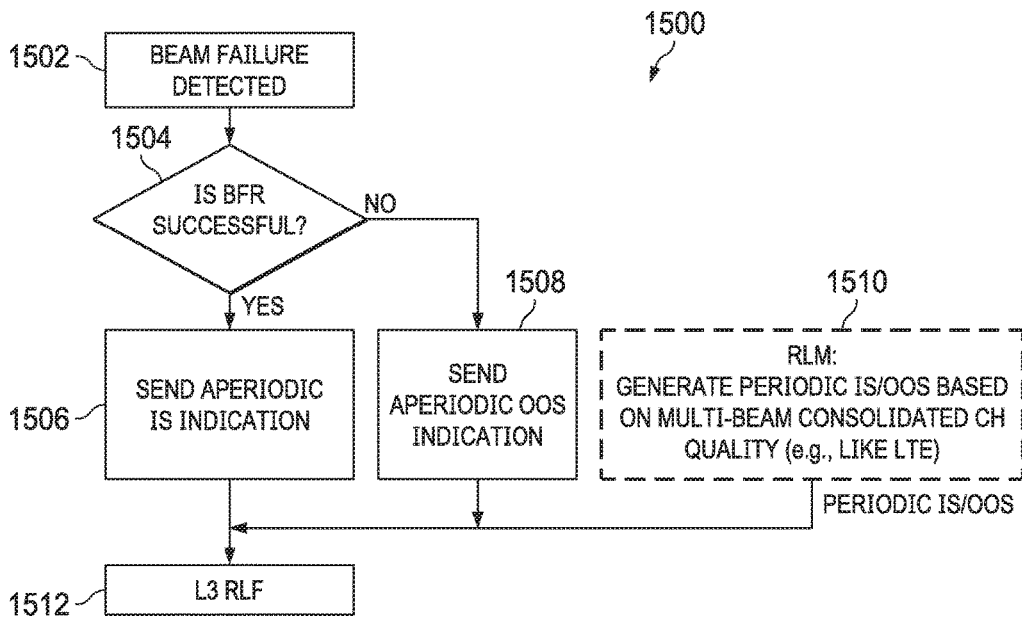 1500
1502
BEAM FAILURE
DETECTED
1504
IS BFR
SUCCESSFUL?
NO
YES
1508
1510
1506
SEND APERIODIC
IS INDICATION
SEND
APERIODIC OOS
INDICATION
RLM:
GENERATE PERIODIC IS/OOS BASED
ON MULTI-BEAM CONSOLIDATED CH
QUALITY (e.g., LIKE LTE)
PERIODIC IS/OOS
1512
L3 RLF